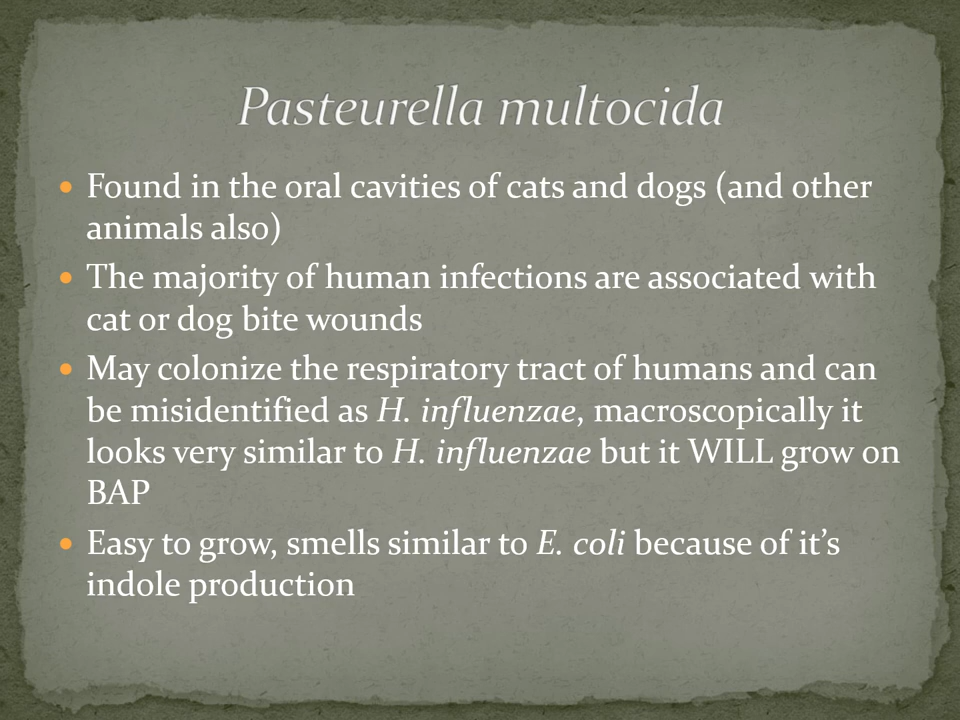 Pasteurella multocida
• Found in the oral cavities of cats and dogs (and other
animals also)
• The majority of human infections are associated with
cat or dog bite wounds
• May colonize the respiratory tract of humans and can
be misidentified as H. influenzae, macroscopically it
looks very similar to H. influenzae but it WILL grow on
BAP
• Easy to grow, smells similar to E. coli because of it’s
indole production